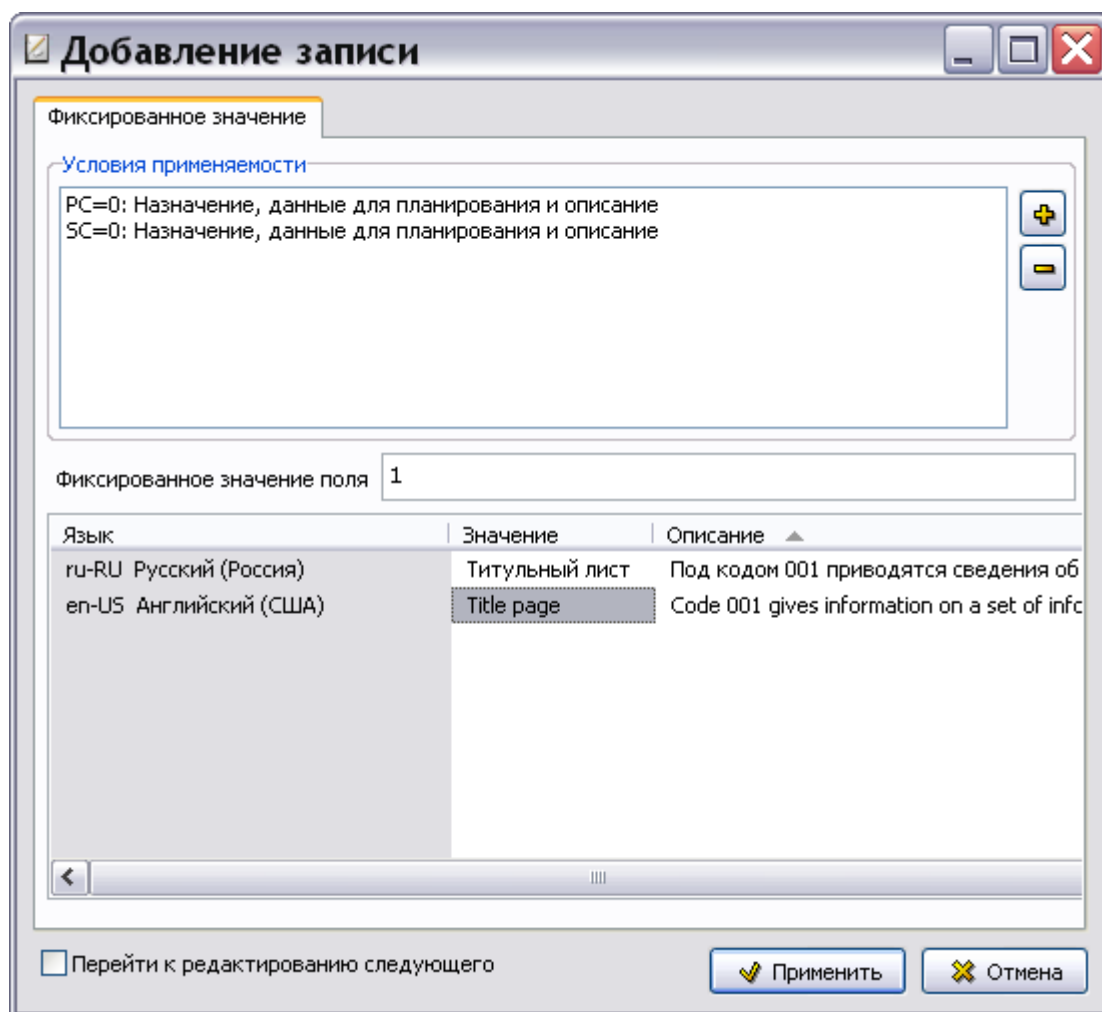 Добавление записи
Фиксированное значение
Условия применяемости
PC=0: Назначение, данные для планирования и описание
SC=0: Назначение, данные для планирования и описание
Фиксированное значение поля 1
Язык Значение Описание
ru-RU Русский (Россия) Титульный лист Под кодом 001 приводятся сведения об
en-US Английский (США) Title page Code 001 gives information on a set of
Перейти к редактированию следующего Применить Отмена